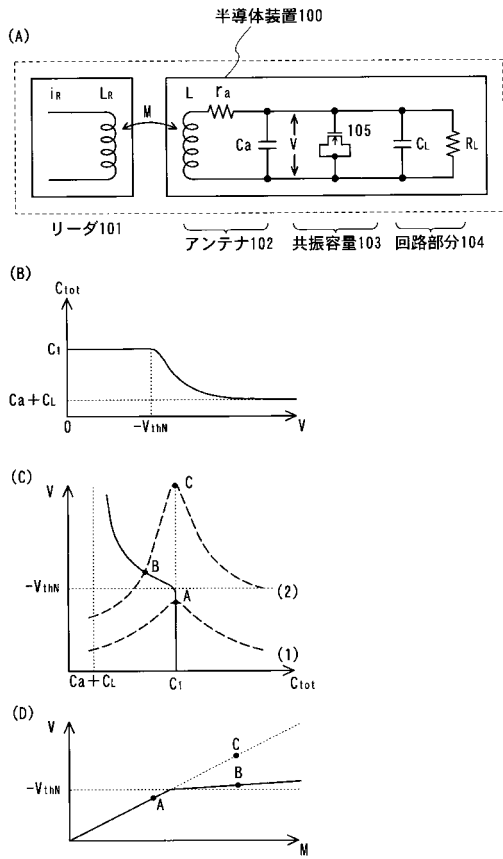 半導体装置100
(A)
iR LR M L ra Ca V 105 CL RL
リーダ101
アンテナ102
共振容量103
回路部分104
(B)
Ctot
C1
Ca+CL
0 -VthN V
(C)
V
C
B
-VthN
A
(2)
(1)
Ca+CL C1 Ctot
(D)
V
C
-VthN
B
A
M